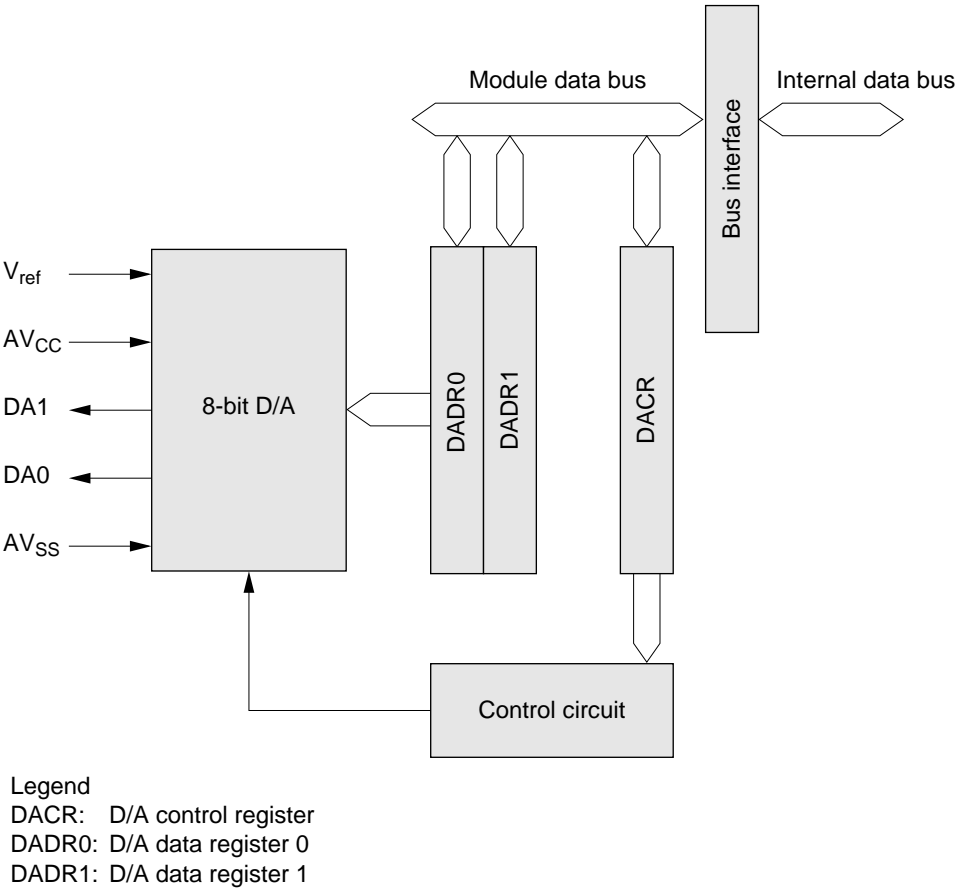 Module data bus
Internal data bus
Bus interface
V_ref
AV_CC
DA1
DA0
AV_SS
8-bit D/A
DADR0
DADR1
DACR
Control circuit
Legend
DACR: D/A control register
DADR0: D/A data register 0
DADR1: D/A data register 1